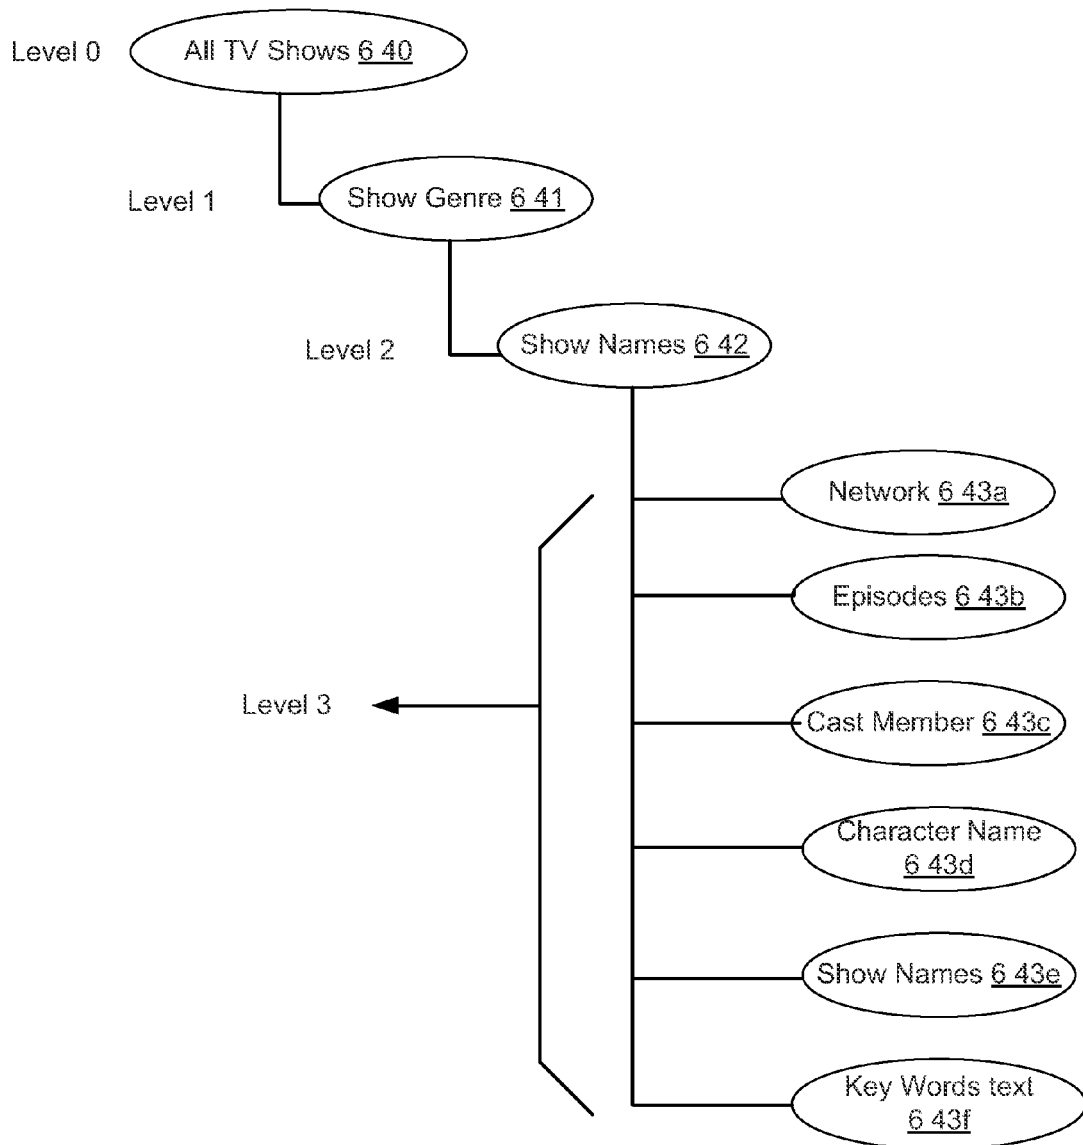 Level 0
All TV Shows 6 40
Level 1
Show Genre 6 41
Level 2
Show Names 6 42
Network 6 43a
Episodes 6 43b
Level 3
Cast Member 6 43c
Character Name
6 43d
Show Names 6 43e
Key Words text
6 43f